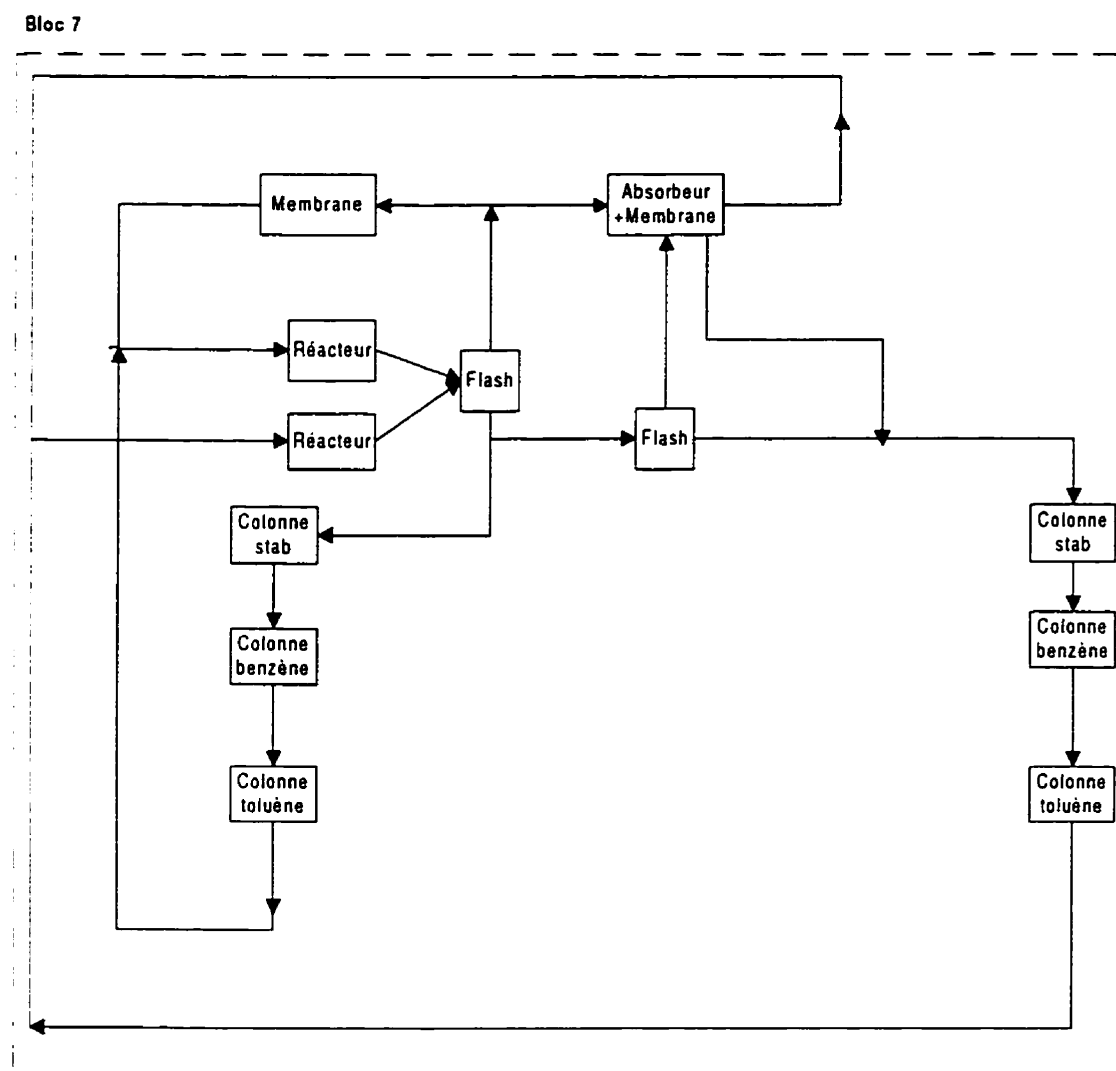 Bloc 7
Membrane
Absorbeur
+Membrane
Réacteur
Flash
Réacteur
Flash
Colonne
stab
Colonne
stab
Colonne
benzène
Colonne
benzène
Colonne
toluène
Colonne
toluène